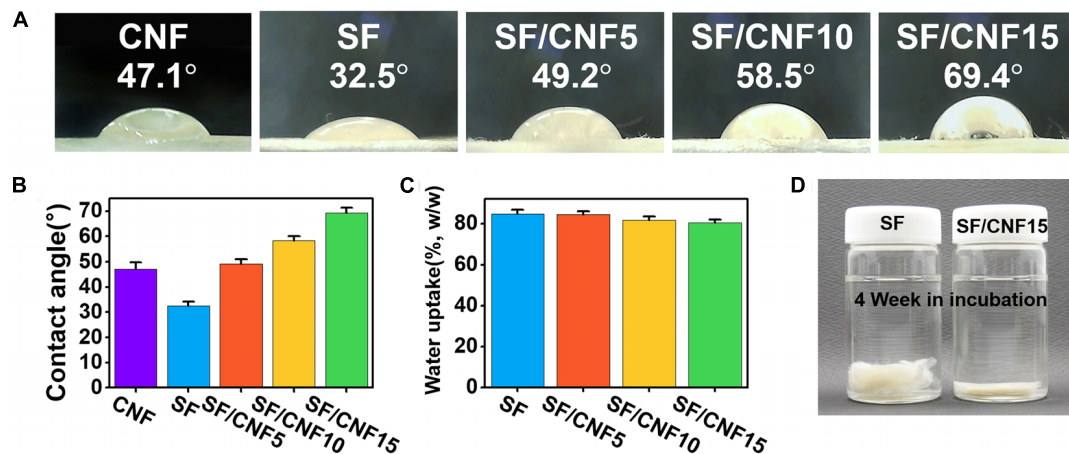 A
CNF
47.1°
SF
32.5°
SF/CNF5
49.2°
SF/CNF10
58.5°
SF/CNF15
69.4°
B
Contact angle(°)
70
60
50
40
30
20
10
0
CNF
SF
SF/CNF5
SF/CNF10
SF/CNF15
C
Water uptake(%, w/w)
80
60
40
20
0
SF
SF/CNF5
SF/CNF10
SF/CNF15
D
SF
SF/CNF15
4 Week in incubation